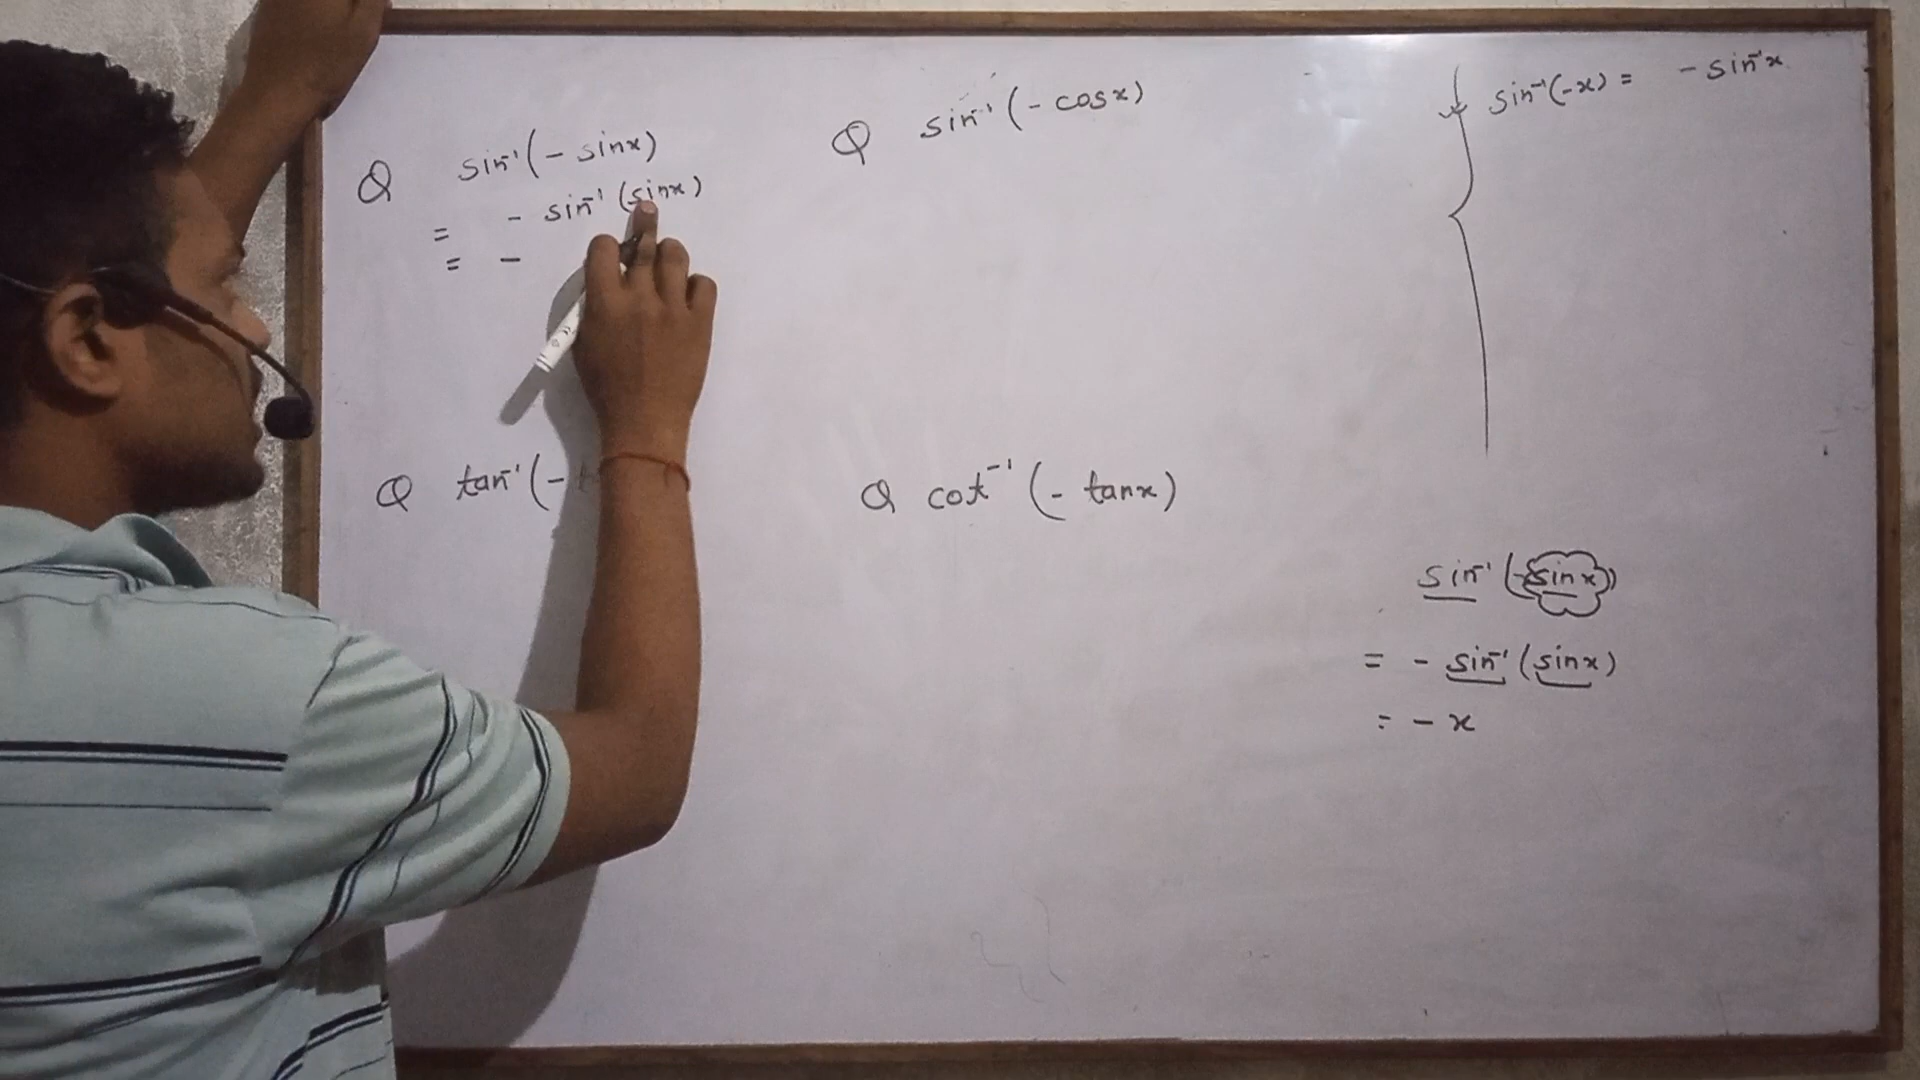 Q sin⁻¹(- sinx)
= - sin⁻¹(sinx)
= -
Q sin⁻¹(- cosx)
sin⁻¹(-x) = - sin⁻¹x
Q tan⁻¹(-
Q cot⁻¹(- tanx)
sin⁻¹(-sinx)
= - sin⁻¹(sinx)
= - x